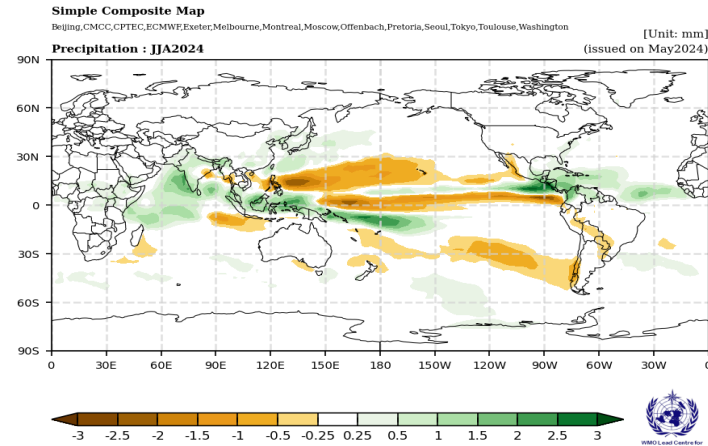 Simple Composite Map
Beijing,CMCC,CPTEC,ECMWF,Exeter,Melbourne,Montreal,Moscow,Offenbach,Pretoria,Seoul,Tokyo,Toulouse,Washington
[Unit: mm]
Precipitation : JJA2024
(issued on May2024)
90N
60N
30N
0
30S
60S
90S
0 30E 60E 90E 120E 150E 180 150W 120W 90W 60W 30W 0
-3 -2.5 -2 -1.5 -1 -0.5 -0.25 0.25 0.5 1 1.5 2 2.5 3
WMO Lead Centre for